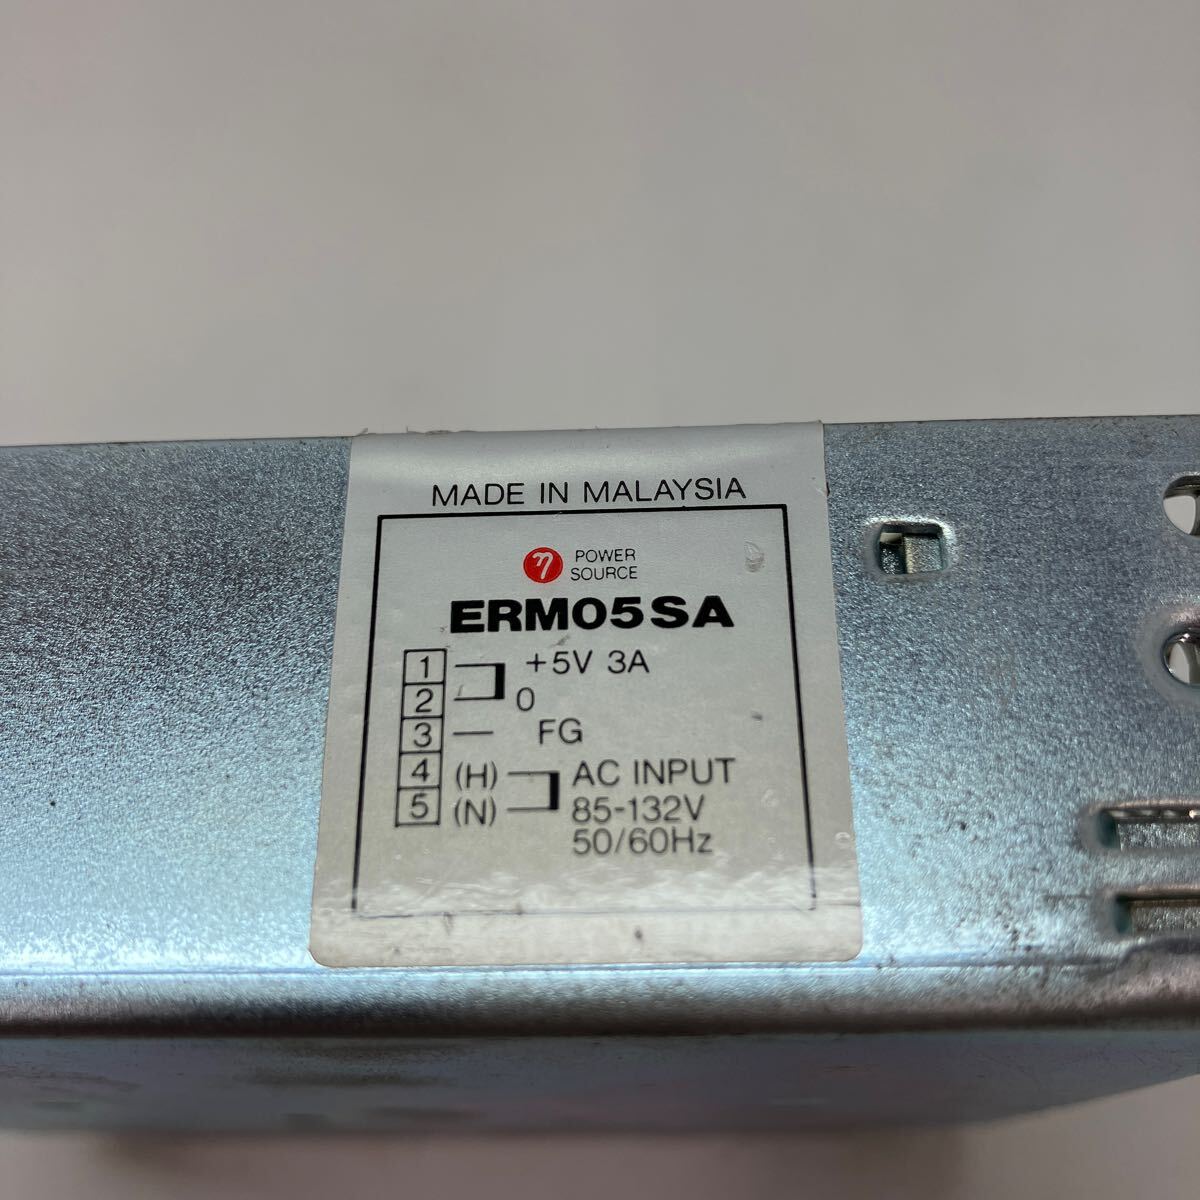 MADE IN MALAYSIA
η POWER
SOURCE
ERM05SA
1 +5V 3A
2 0
3 FG
4 (H) AC INPUT
5 (N) 85-132V
50/60Hz